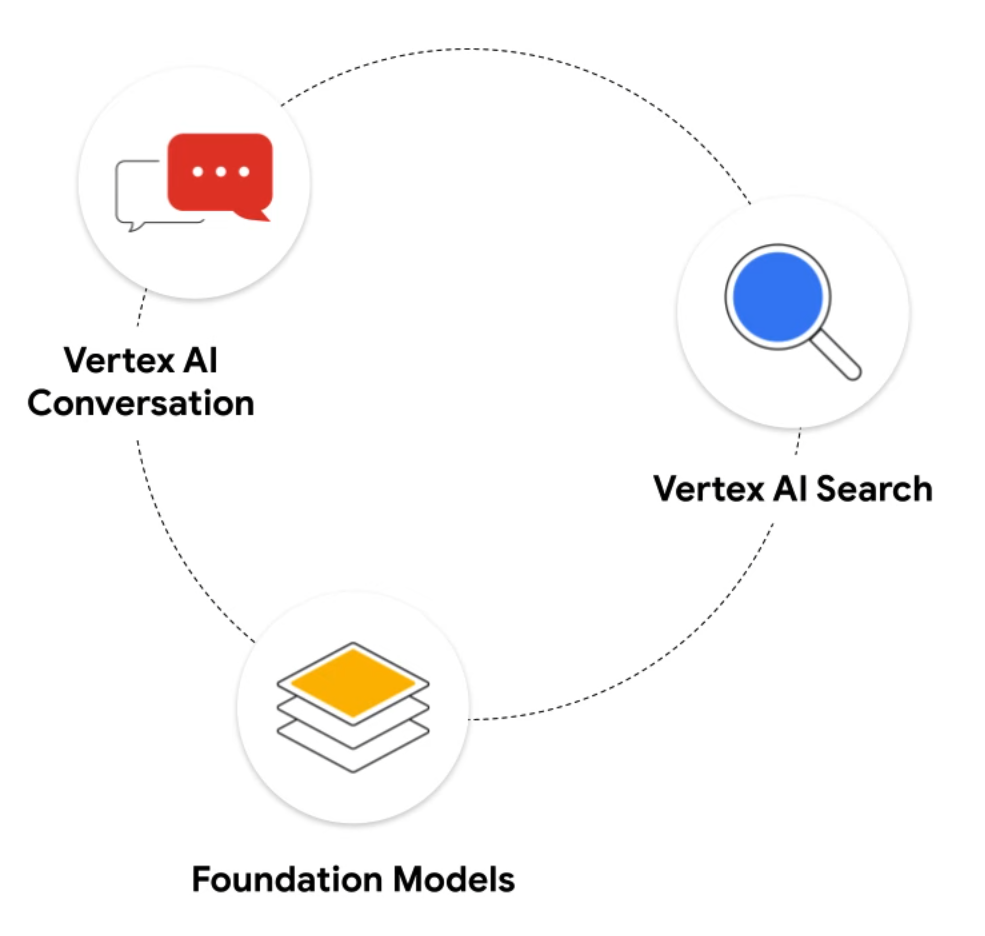 Vertex AI
Conversation
Vertex AI Search
Foundation Models